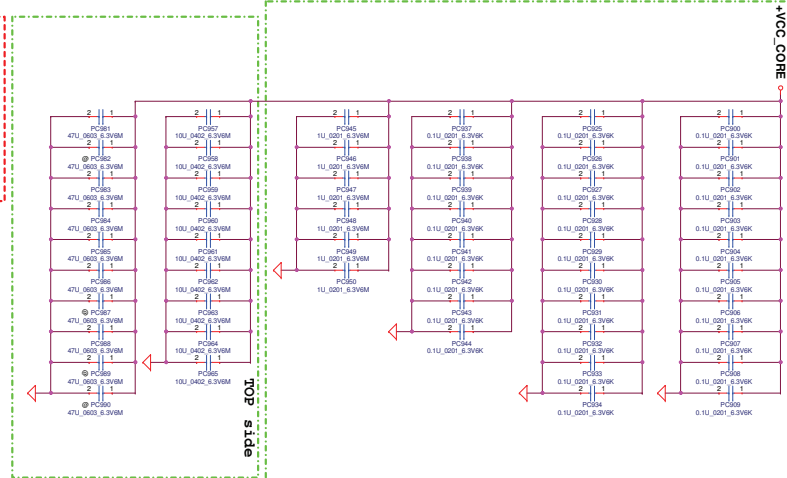 +VCC_CORE
2 1
PC981
47U_0603_6.3V6M
2 1
@ PC982
47U_0603_6.3V6M
2 1
PC983
47U_0603_6.3V6M
2 1
PC984
47U_0603_6.3V6M
2 1
PC985
47U_0603_6.3V6M
2 1
PC986
47U_0603_6.3V6M
2 1
@ PC987
47U_0603_6.3V6M
2 1
PC988
47U_0603_6.3V6M
2 1
@ PC989
47U_0603_6.3V6M
2 1
@ PC990
47U_0603_6.3V6M
2 1
PC957
10U_0402_6.3V6M
2 1
PC958
10U_0402_6.3V6M
2 1
PC959
10U_0402_6.3V6M
2 1
PC960
10U_0402_6.3V6M
2 1
PC961
10U_0402_6.3V6M
2 1
PC962
10U_0402_6.3V6M
2 1
PC963
10U_0402_6.3V6M
2 1
PC964
10U_0402_6.3V6M
2 1
PC965
10U_0402_6.3V6M
TOP side
2 1
PC945
1U_0201_6.3V6M
2 1
PC946
1U_0201_6.3V6M
2 1
PC947
1U_0201_6.3V6M
2 1
PC948
1U_0201_6.3V6M
2 1
PC949
1U_0201_6.3V6M
2 1
PC950
1U_0201_6.3V6M
2 1
PC937
0.1U_0201_6.3V6K
2 1
PC938
0.1U_0201_6.3V6K
2 1
PC939
0.1U_0201_6.3V6K
2 1
PC940
0.1U_0201_6.3V6K
2 1
PC941
0.1U_0201_6.3V6K
2 1
PC942
0.1U_0201_6.3V6K
2 1
PC943
0.1U_0201_6.3V6K
2 1
PC944
0.1U_0201_6.3V6K
2 1
PC925
0.1U_0201_6.3V6K
2 1
PC926
0.1U_0201_6.3V6K
2 1
PC927
0.1U_0201_6.3V6K
2 1
PC928
0.1U_0201_6.3V6K
2 1
PC929
0.1U_0201_6.3V6K
2 1
PC930
0.1U_0201_6.3V6K
2 1
PC931
0.1U_0201_6.3V6K
2 1
PC932
0.1U_0201_6.3V6K
2 1
PC933
0.1U_0201_6.3V6K
2 1
PC934
0.1U_0201_6.3V6K
2 1
PC900
0.1U_0201_6.3V6K
2 1
PC901
0.1U_0201_6.3V6K
2 1
PC902
0.1U_0201_6.3V6K
2 1
PC903
0.1U_0201_6.3V6K
2 1
PC904
0.1U_0201_6.3V6K
2 1
PC905
0.1U_0201_6.3V6K
2 1
PC906
0.1U_0201_6.3V6K
2 1
PC907
0.1U_0201_6.3V6K
2 1
PC908
0.1U_0201_6.3V6K
2 1
PC909
0.1U_0201_6.3V6K